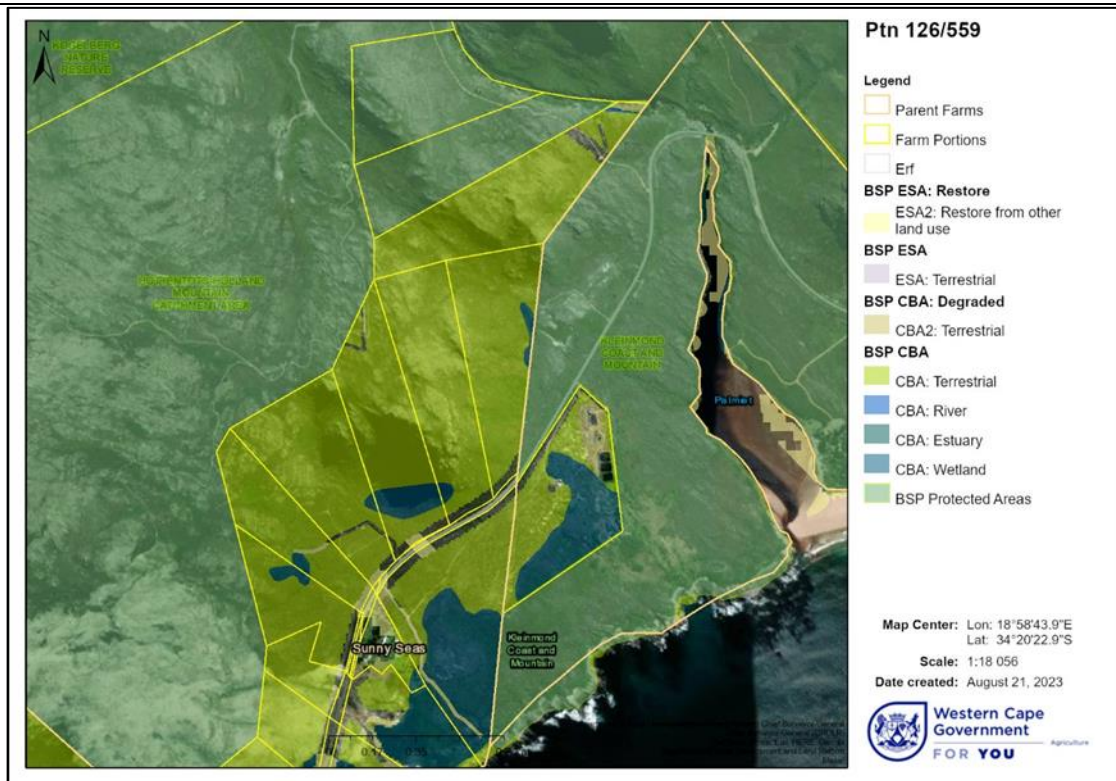 N
NATURE
RESERVE
MOUNTAIN
KLEINMOND
COAST AND
MOUNTAIN
Palmiet
Sunny Seas
Kleinmond
Coast and
Mountain
Ptn 126/559
Legend
Parent Farms
Farm Portions
Erf
BSP ESA: Restore
ESA2: Restore from other
land use
BSP ESA
ESA: Terrestrial
BSP CBA: Degraded
CBA2: Terrestrial
BSP CBA
CBA: Terrestrial
CBA: River
CBA: Estuary
CBA: Wetland
BSP Protected Areas
Map Center: Lon: 18°58'43.9"E
Lat: 34°20'22.9"S
Scale: 1:18 056
Date created: August 21, 2023
Western Cape
Government
Agriculture
FOR YOU